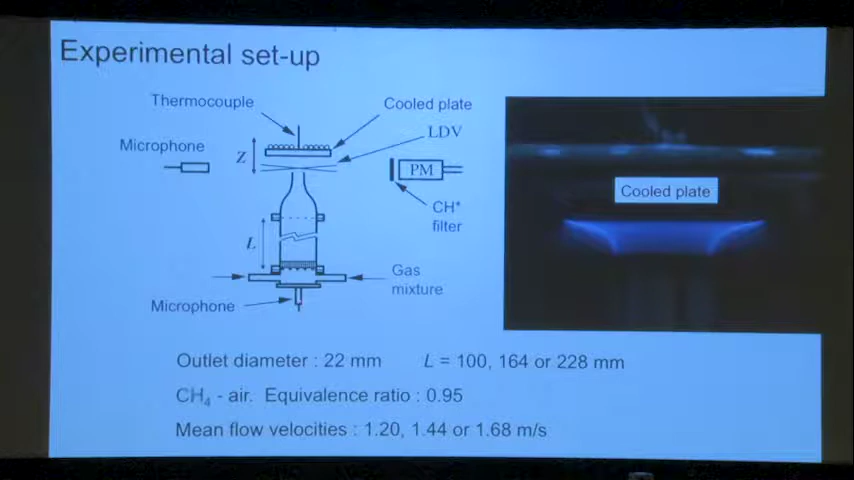 Experimental set-up
Thermocouple
Cooled plate
Microphone
LDV
Z
PM
CH*
filter
Cooled plate
L
Gas
mixture
Microphone
Outlet diameter : 22 mm L = 100, 164 or 228 mm
CH₄ - air. Equivalence ratio : 0.95
Mean flow velocities : 1.20, 1.44 or 1.68 m/s